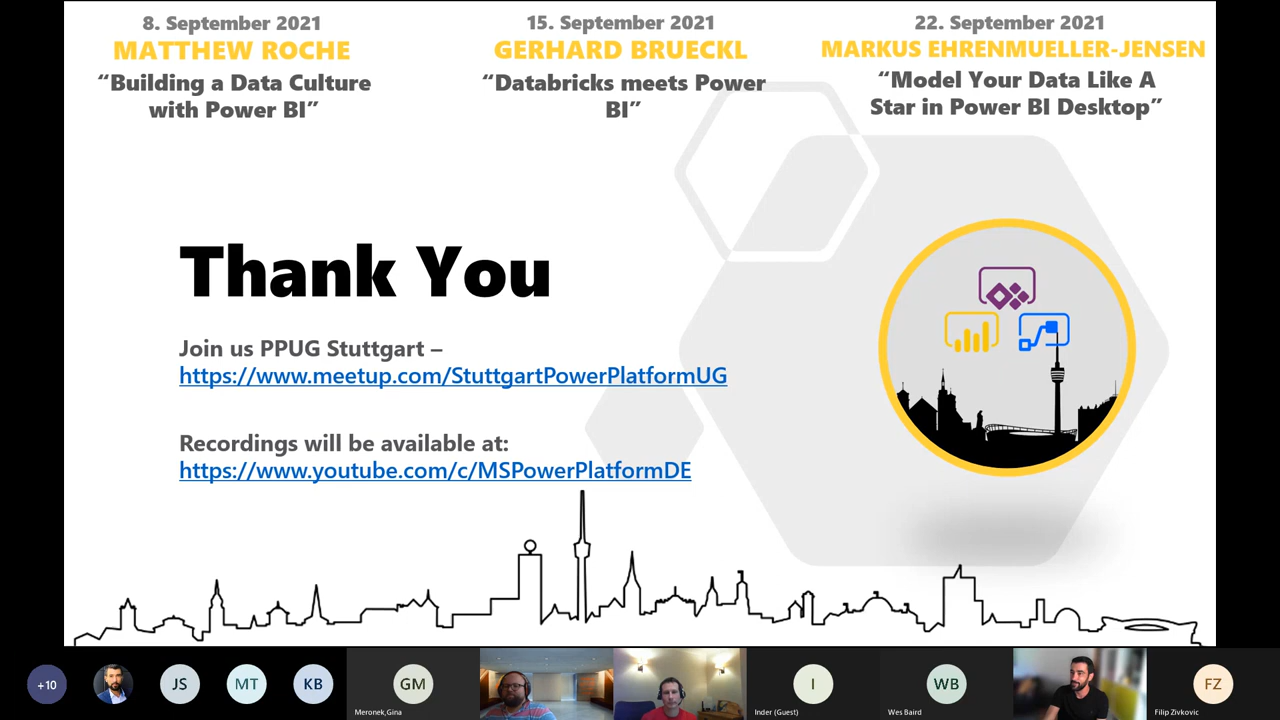 8. September 2021
MATTHEW ROCHE
“Building a Data Culture
with Power BI”
15. September 2021
GERHARD BRUECKL
“Databricks meets Power
BI”
22. September 2021
MARKUS EHRENMUELLER-JENSEN
“Model Your Data Like A
Star in Power BI Desktop”
Thank You
Join us PPUG Stuttgart –
https://www.meetup.com/StuttgartPowerPlatformUG
Recordings will be available at:
https://www.youtube.com/c/MSPowerPlatformDE
+10
JS
MT
KB
GM
Meronek,Gina
I
Inder (Guest)
WB
Wes Baird
FZ
Filip Zivkovic